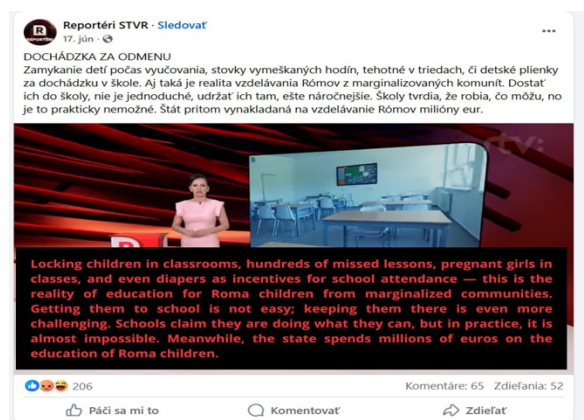 Reportéri STVR · Sledovať
17. jún ·
DOCHÁDZKA ZA ODMENU
Zamykanie detí počas vyučovania, stovky vymeškaných hodín, tehotné v triedach, či detské plienky
za dochádzku v škole. Aj taká je realita vzdelávania Rómov z marginalizovaných komunít. Dostať
ich do školy, nie je jednoduché, udržať ich tam, ešte náročnejšie. Školy tvrdia, že robia, čo môžu, no
je to prakticky nemožné. Štát pritom vynakladaná na vzdelávanie Rómov milióny eur.
Locking children in classrooms, hundreds of missed lessons, pregnant girls in
classes, and even diapers as incentives for school attendance — this is the
reality of education for Roma children from marginalized communities.
Getting them to school is not easy; keeping them there is even more
challenging. Schools claim they are doing what they can, but in practice, it is
almost impossible. Meanwhile, the state spends millions of euros on the
education of Roma children.
206 Komentáre: 65 Zdieľania: 52
Páči sa mi to Komentovať Zdieľať